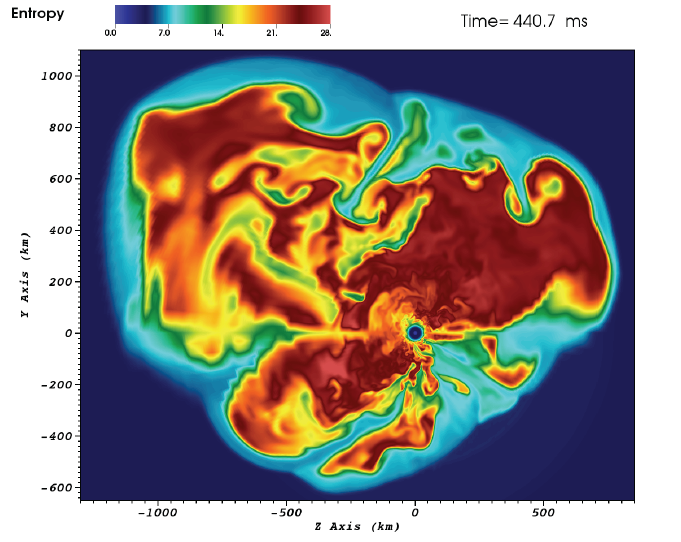 Entropy
0.0 7.0 14. 21. 28.
Time= 440.7 ms
1000
800
600
400
200
0
-200
-400
-600
Y Axis (km)
-1000 -500 0 500
Z Axis (km)